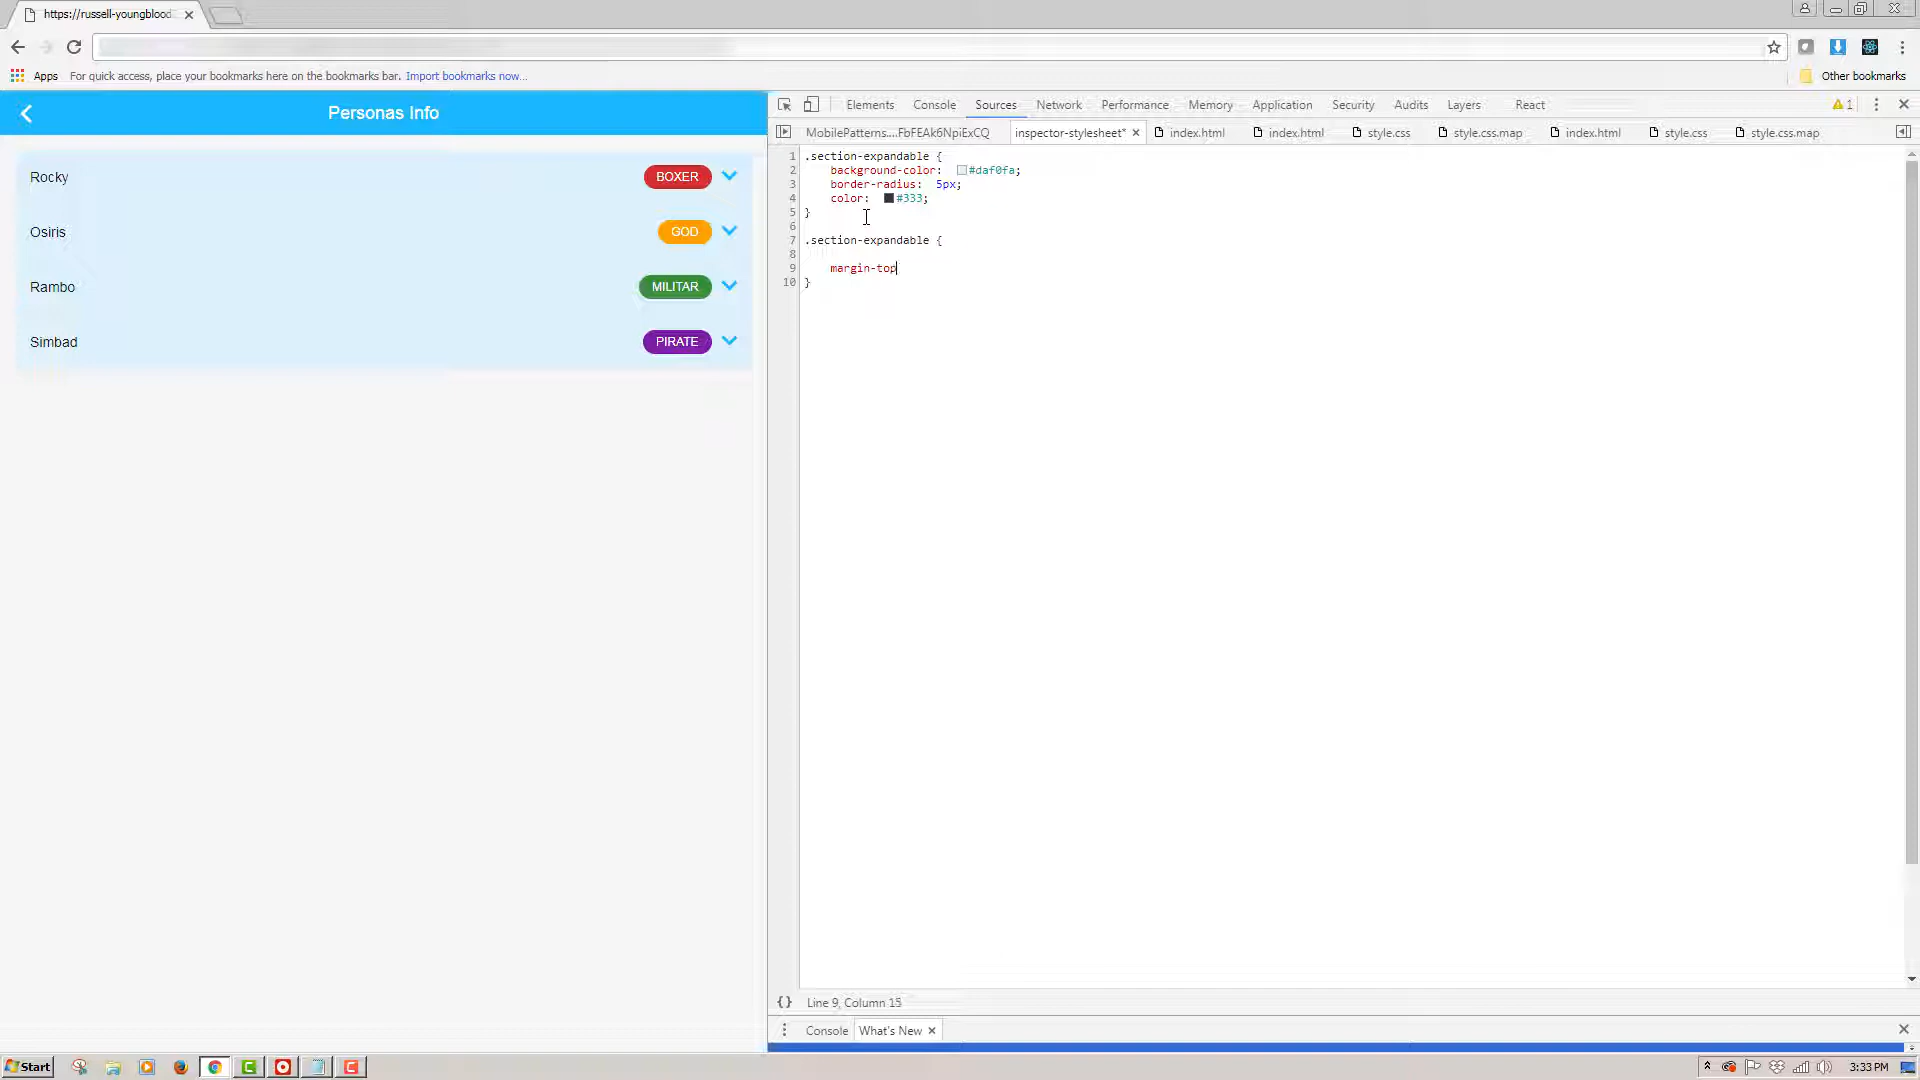 https://russell-youngblood
Apps For quick access, place your bookmarks here on the bookmarks bar. Import bookmarks now... Other bookmarks
Personas Info
Rocky BOXER
Osiris GOD
Rambo MILITAR
Simbad PIRATE
Elements Console Sources Network Performance Memory Application Security Audits Layers React 1
MobilePatterns....FbFEAk6NpiExCQ inspector-stylesheet* index.html index.html style.css style.css.map index.html style.css style.css.map
1 .section-expandable {
2 background-color: #daf0fa;
3 border-radius: 5px;
4 color: #333;
5 }
6
7 .section-expandable {
8
9 margin-top
10 }
{} Line 9, Column 15
Console What's New
Start 3:33 PM